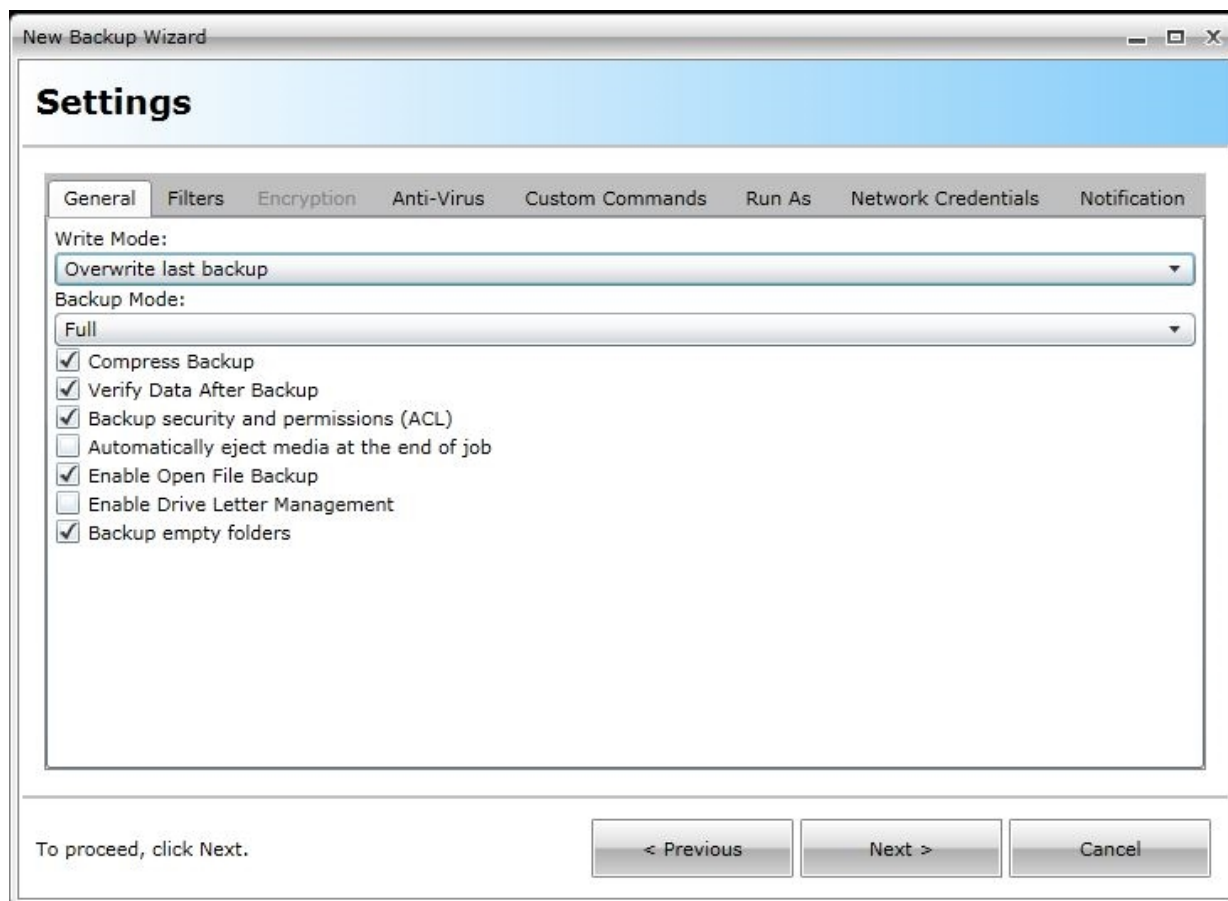 New Backup Wizard
Settings
General Filters Encryption Anti-Virus Custom Commands Run As Network Credentials Notification
Write Mode:
Overwrite last backup
Backup Mode:
Full
Compress Backup
Verify Data After Backup
Backup security and permissions (ACL)
Automatically eject media at the end of job
Enable Open File Backup
Enable Drive Letter Management
Backup empty folders
To proceed, click Next. < Previous Next > Cancel